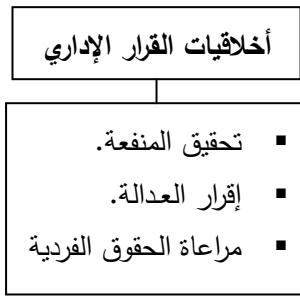 أخلاقيات القرار الإداري
▪ تحقيق المنفعة.
▪ إقرار العدالة.
▪ مراعاة الحقوق الفردية